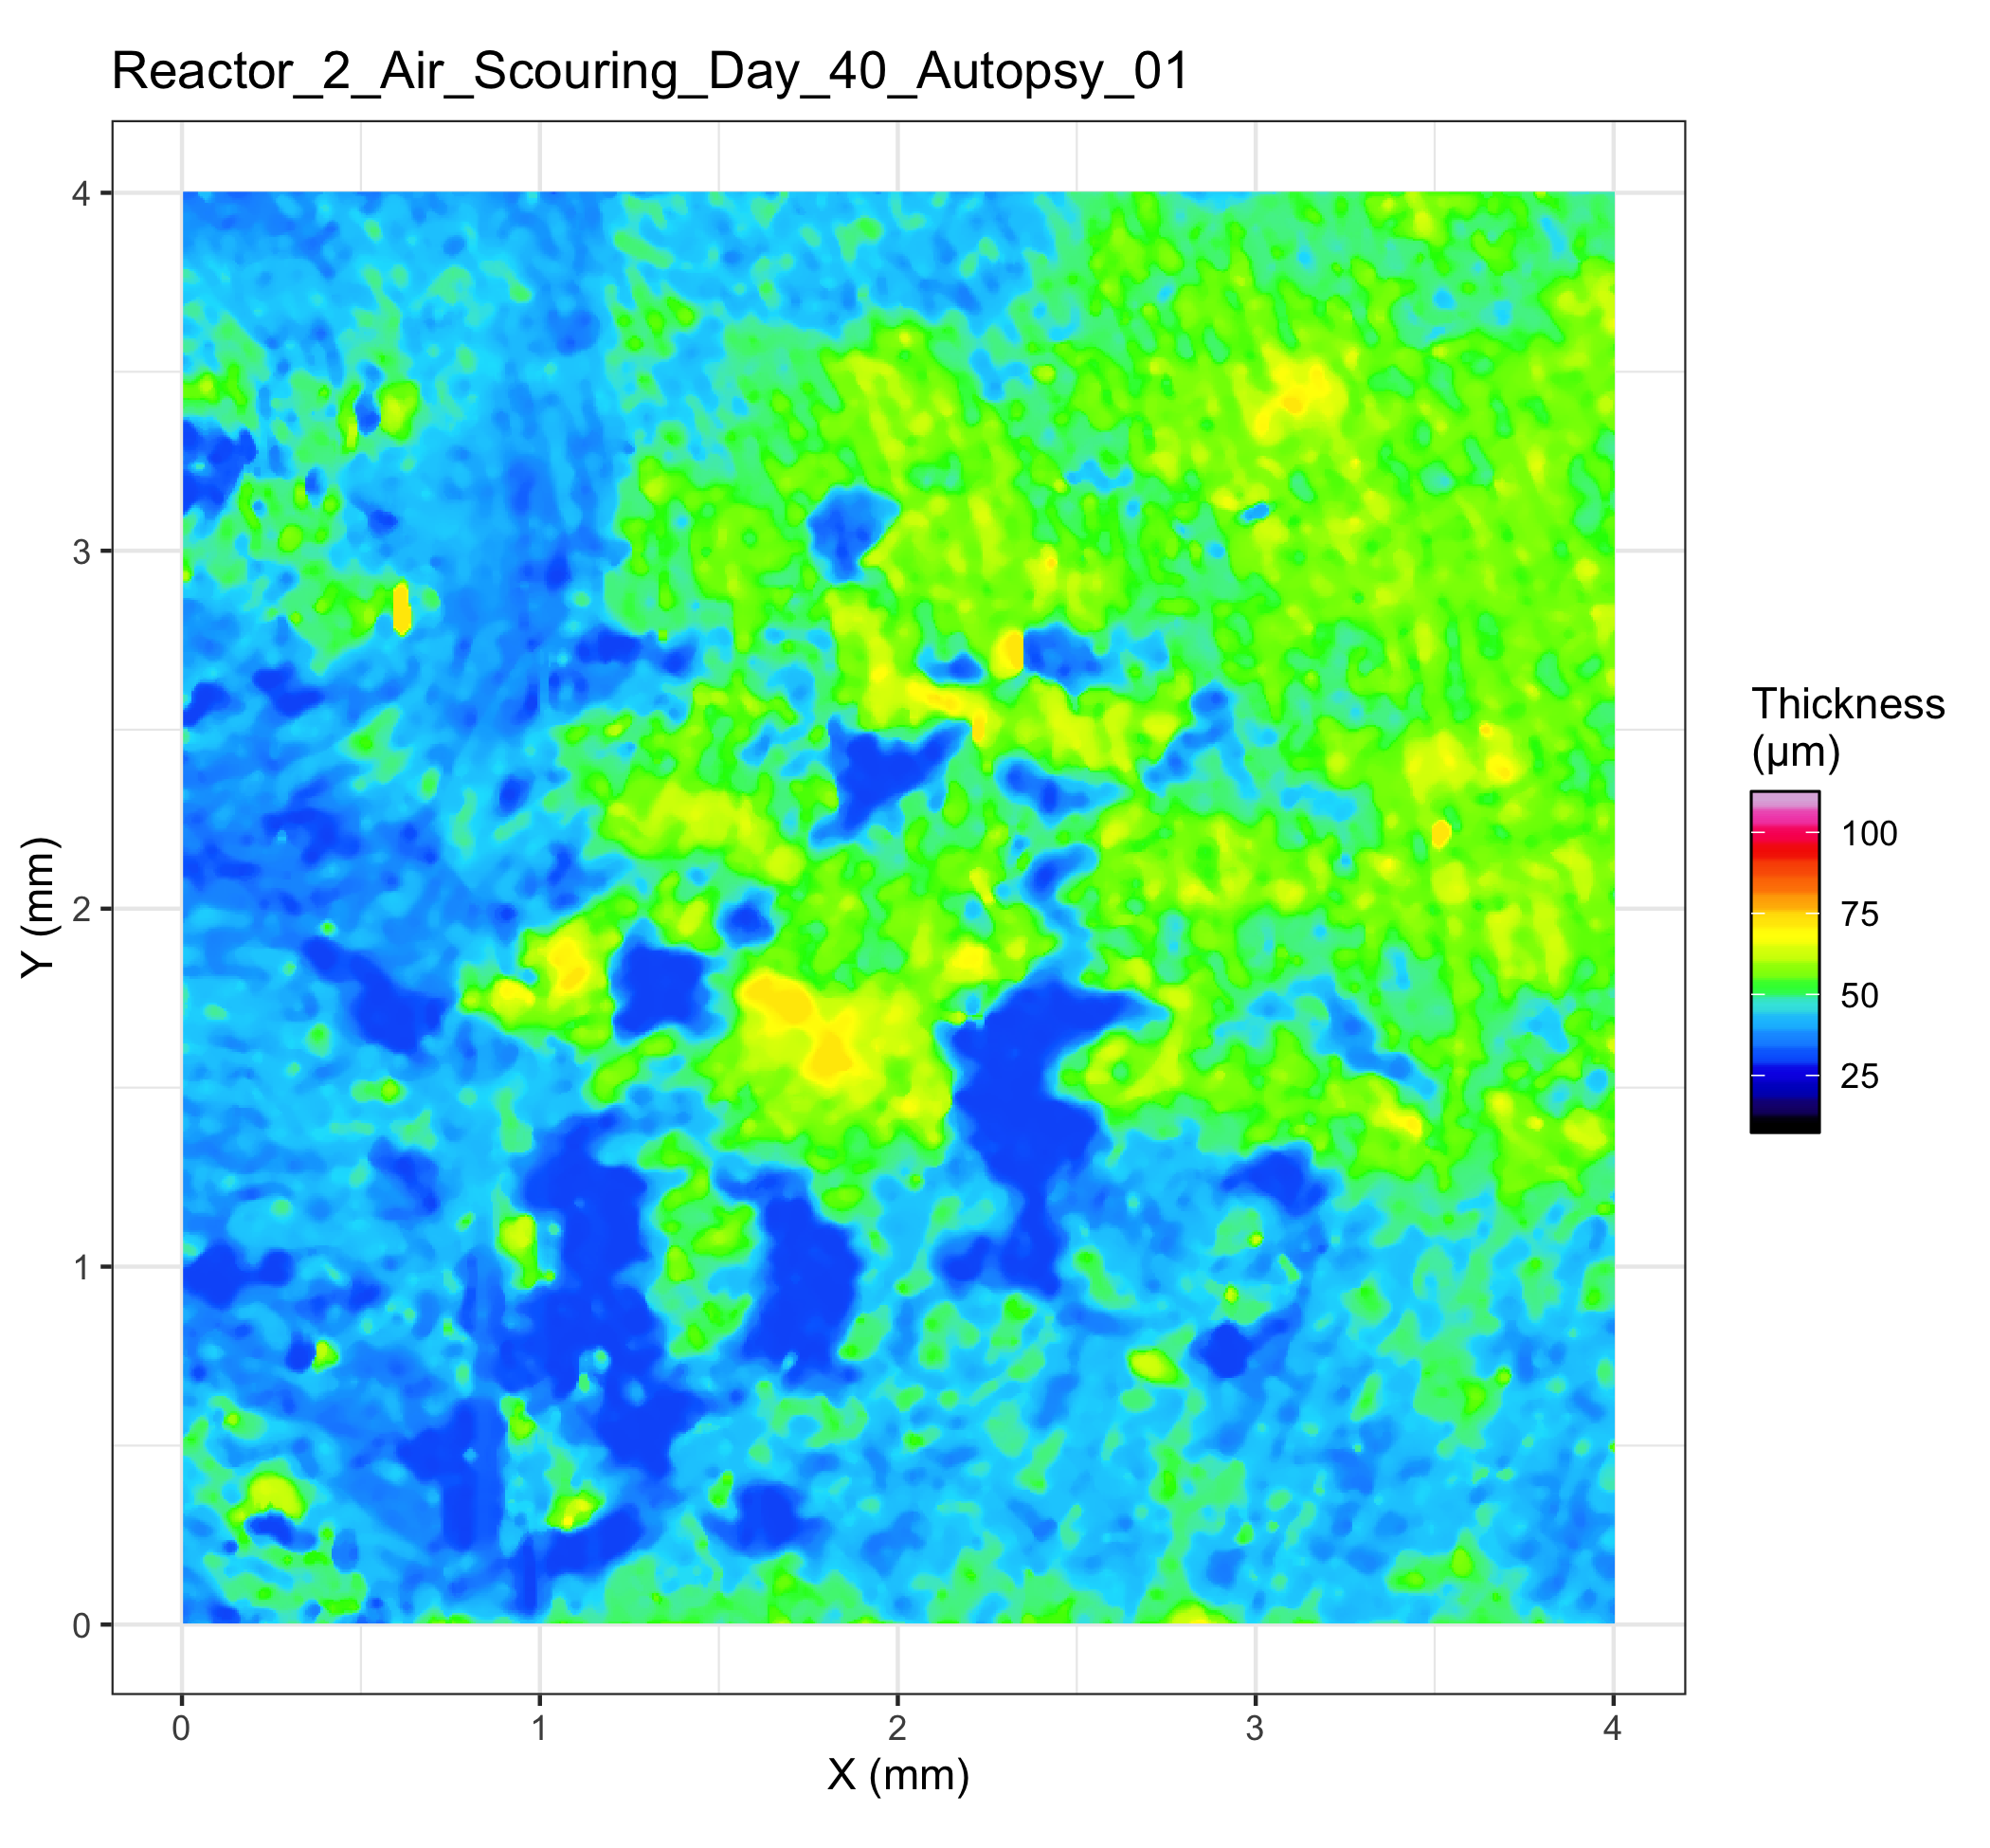 Reactor_2_Air_Scouring_Day_40_Autopsy_01
4
3
2
1
0
Y (mm)
0 1 2 3 4
X (mm)
Thickness
(μm)
100
75
50
25